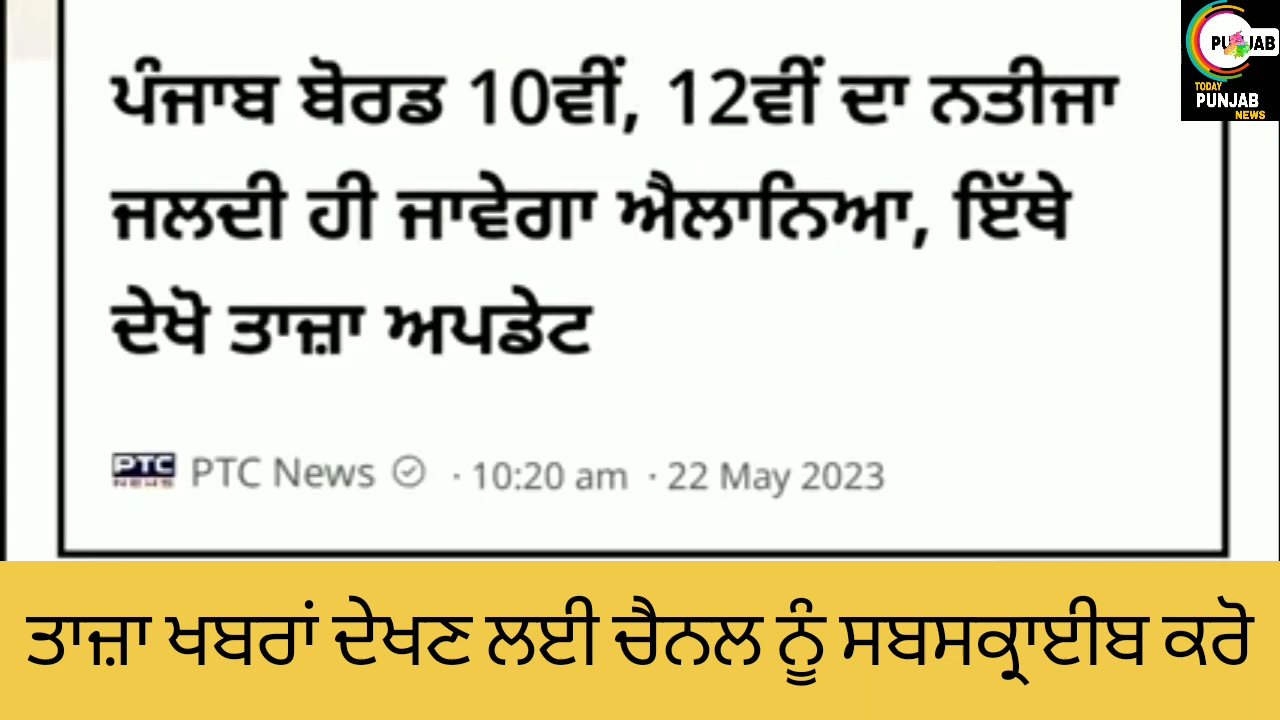 ਪੰਜਾਬ ਬੋਰਡ 10ਵੀਂ, 12ਵੀਂ ਦਾ ਨਤੀਜਾ
ਜਲਦੀ ਹੀ ਜਾਵੇਗਾ ਐਲਾਨਿਆ, ਇੱਥੇ
ਦੇਖੋ ਤਾਜ਼ਾ ਅਪਡੇਟ
PTC NEWS PTC News · 10:20 am · 22 May 2023
PUNJAB
TODAY
PUNJAB
NEWS
ਤਾਜ਼ਾ ਖਬਰਾਂ ਦੇਖਣ ਲਈ ਚੈਨਲ ਨੂੰ ਸਬਸਕ੍ਰਾਈਬ ਕਰੋ